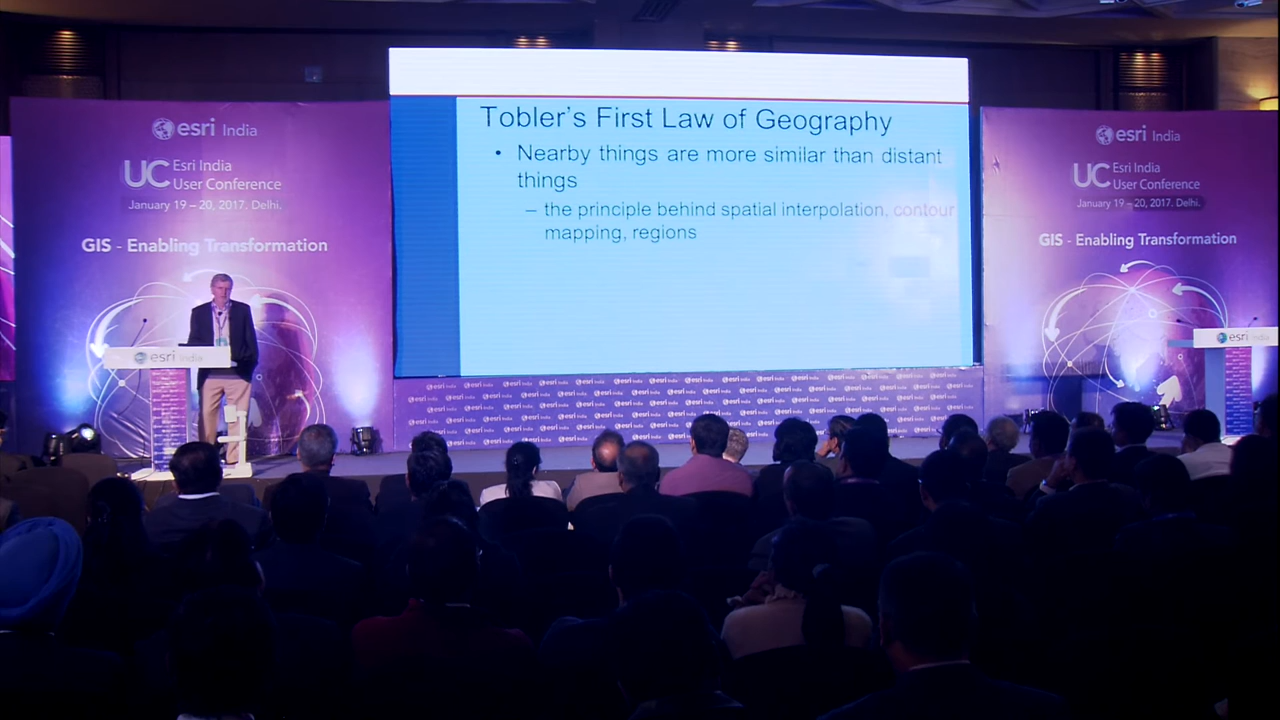 esri India
UC Esri India
User Conference
January 19 – 20, 2017. Delhi.
GIS - Enabling Transformation
esri India
Tobler's First Law of Geography
• Nearby things are more similar than distant
things
– the principle behind spatial interpolation, contour
mapping, regions
esri India
UC Esri India
User Conference
January 19 – 20, 2017. Delhi.
GIS - Enabling Transformation
esri India